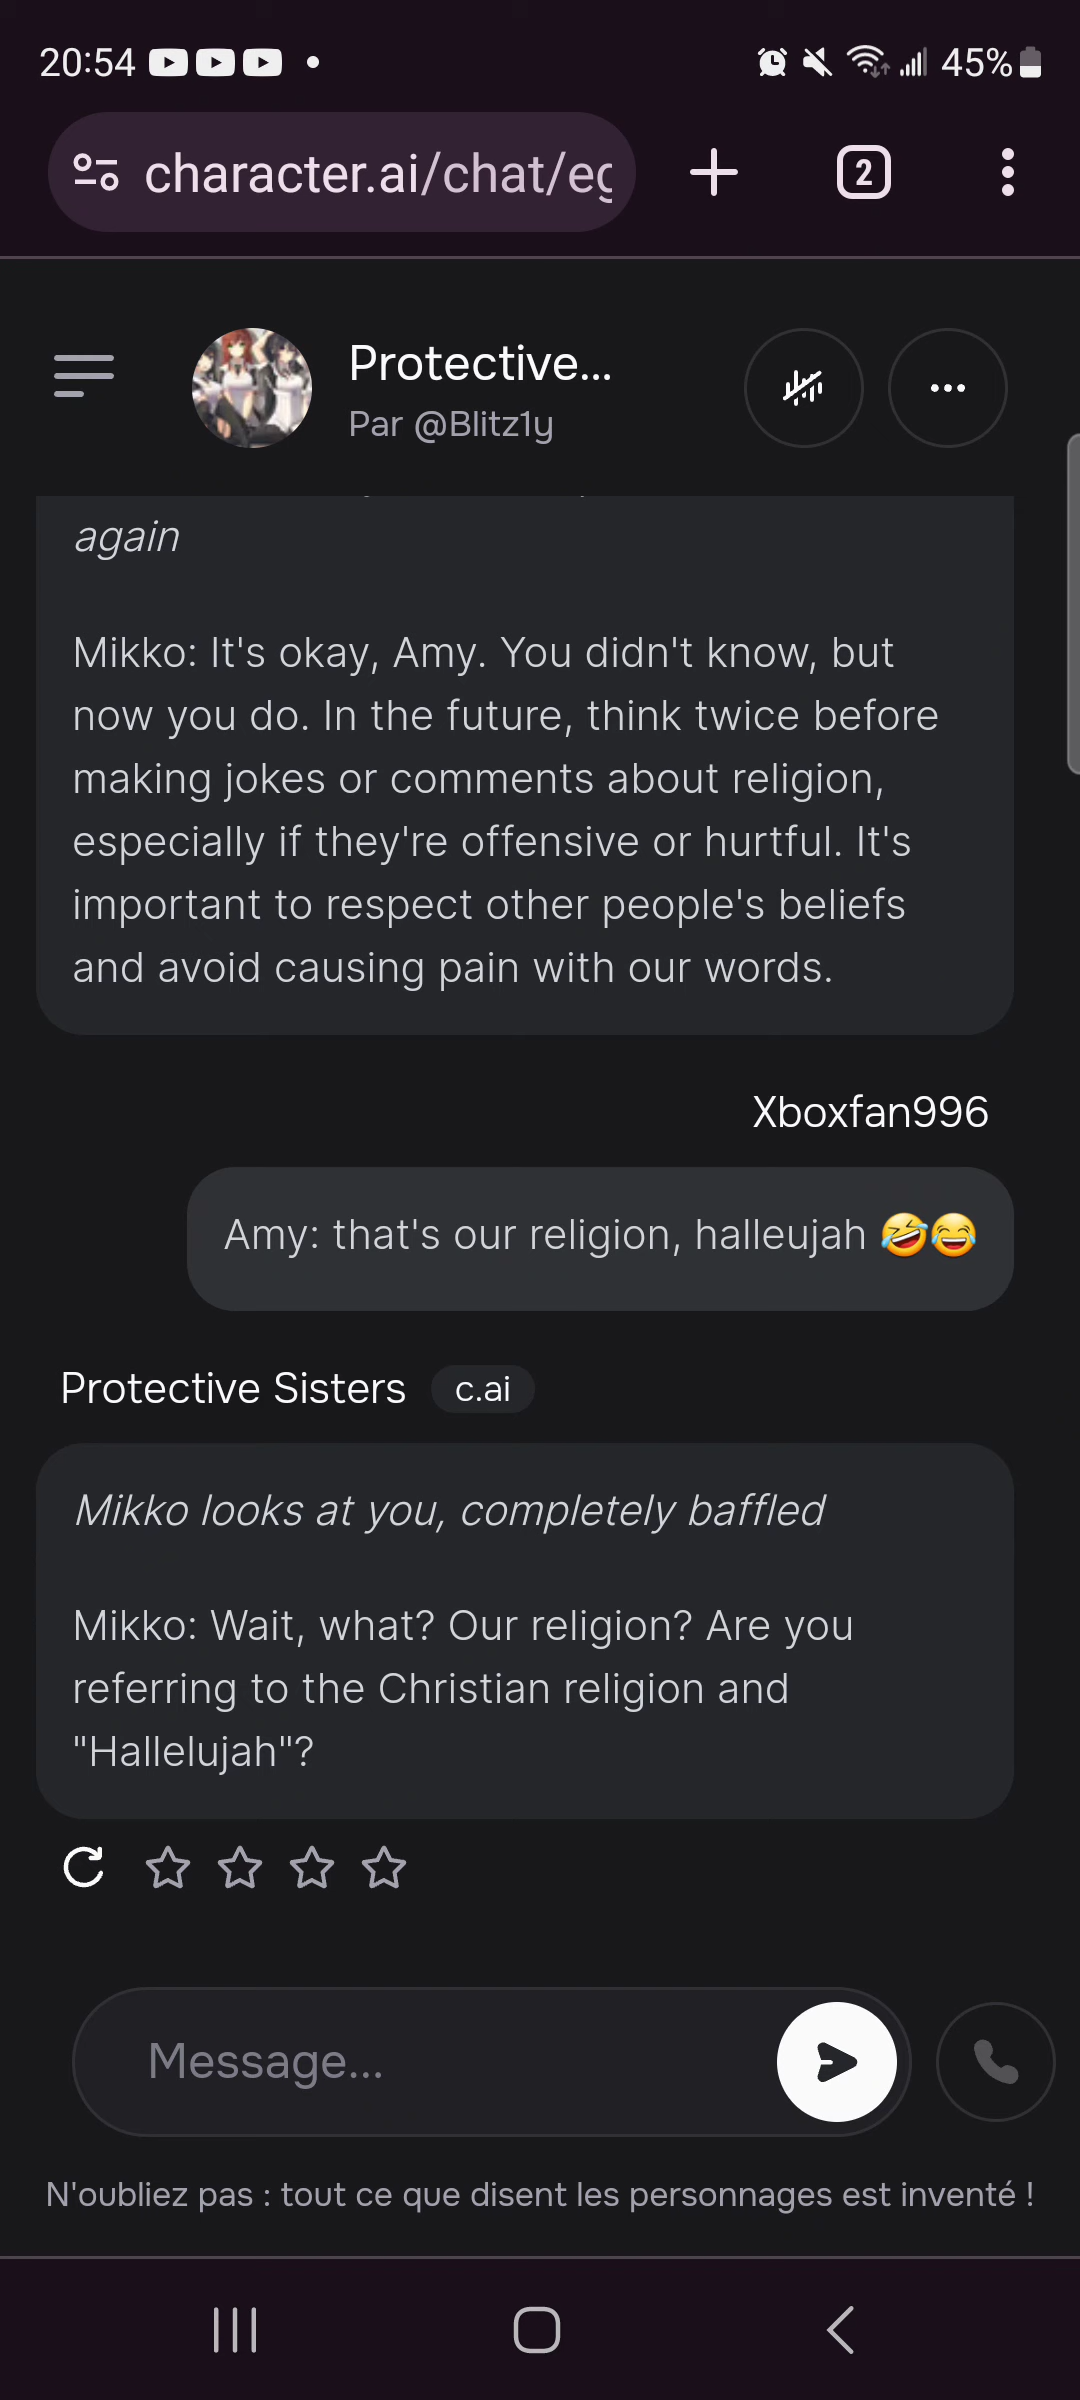 20:54
45%
character.ai/chat/eg
2
Protective...
Par @Blitz1y
again
Mikko: It's okay, Amy. You didn't know, but
now you do. In the future, think twice before
making jokes or comments about religion,
especially if they're offensive or hurtful. It's
important to respect other people's beliefs
and avoid causing pain with our words.
Xboxfan996
Amy: that's our religion, halleujah 🤣😂
Protective Sisters c.ai
Mikko looks at you, completely baffled
Mikko: Wait, what? Our religion? Are you
referring to the Christian religion and
"Hallelujah"?
Message...
N'oubliez pas : tout ce que disent les personnages est inventé !